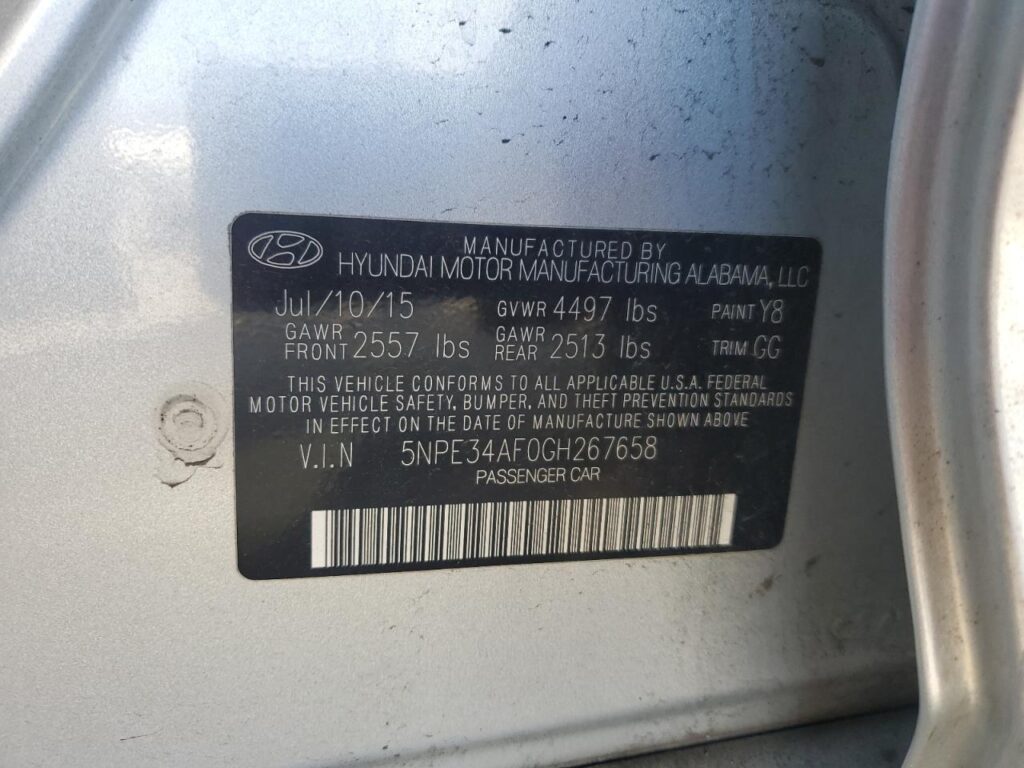 MANUFACTURED BY
HYUNDAI MOTOR MANUFACTURING ALABAMA, LLC
Jul/10/15 GVWR 4497 lbs PAINT Y8
GAWR FRONT 2557 lbs GAWR REAR 2513 lbs TRIM GG
THIS VEHICLE CONFORMS TO ALL APPLICABLE U.S.A. FEDERAL
MOTOR VEHICLE SAFETY, BUMPER, AND THEFT PREVENTION STANDARDS
IN EFFECT ON THE DATE OF MANUFACTURE SHOWN ABOVE
V.I.N 5NPE34AF0GH267658
PASSENGER CAR